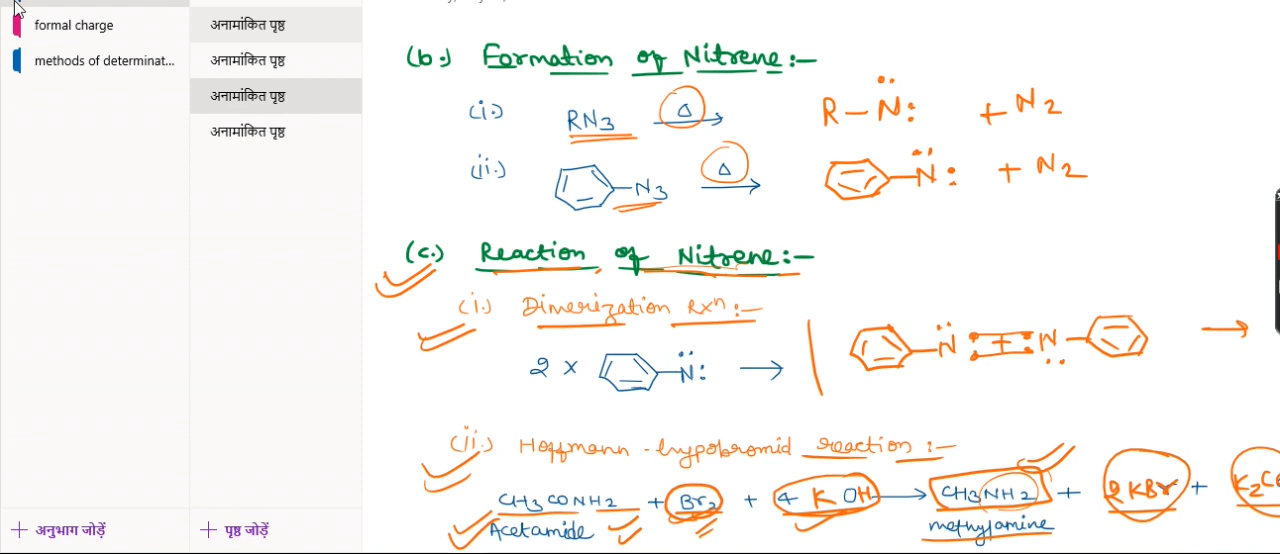 formal charge
methods of determinat...
अनामांकित पृष्ठ
अनामांकित पृष्ठ
अनामांकित पृष्ठ
अनामांकित पृष्ठ
(b.) Formation of Nitrene:-
(i.) RN3 Δ→ R-N: + N2
(ii.) -N3 Δ→ -N: + N2
(c.) Reaction of Nitrene:-
(i.) Dimerization Rxn:-
2 × -N: → -N: + :N- →
(ii.) Hoffmann-hypobromid reaction:-
CH3CONH2 + Br2 + 4 KOH → CH3NH2 + 2KBr +
Acetamide methylamine
+ अनुभाग जोड़ें + पृष्ठ जोड़ें